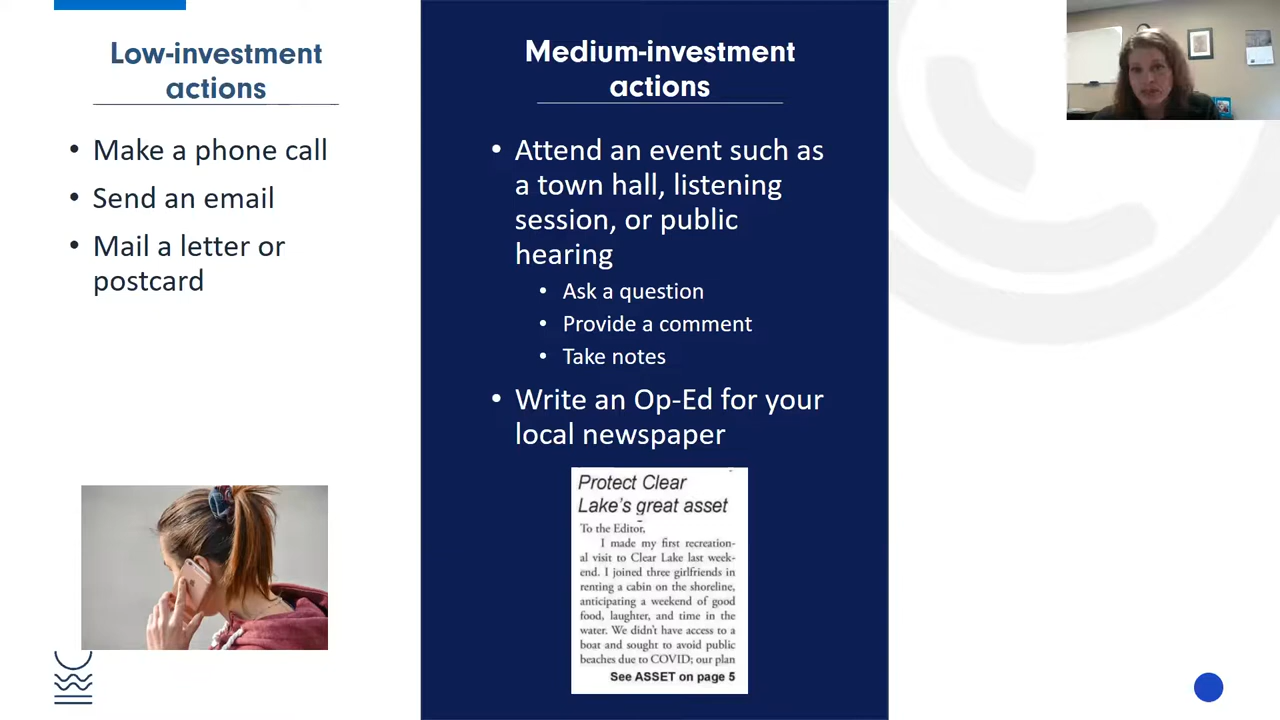 Low-investment
actions
• Make a phone call
• Send an email
• Mail a letter or
postcard
Medium-investment
actions
• Attend an event such as
a town hall, listening
session, or public
hearing
• Ask a question
• Provide a comment
• Take notes
• Write an Op-Ed for your
local newspaper
Protect Clear
Lake's great asset
To the Editor,
I made my first recreation-
al visit to Clear Lake last week-
end. I joined three girlfriends in
renting a cabin on the shoreline,
anticipating a weekend of good
food, laughter, and time in the
water. We didn't have access to a
boat and sought to avoid public
beaches due to COVID; our plan
See ASSET on page 5